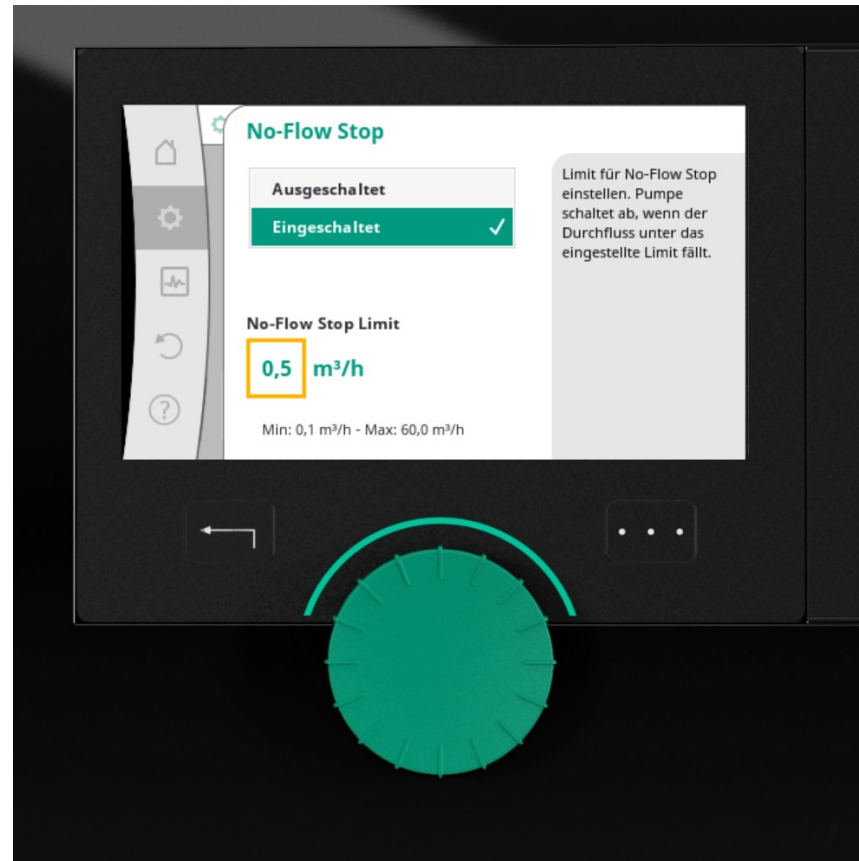 No-Flow Stop
Ausgeschaltet
Eingeschaltet
No-Flow Stop Limit
0,5 m³/h
Min: 0,1 m³/h - Max: 60,0 m³/h
Limit für No-Flow Stop
einstellen. Pumpe
schaltet ab, wenn der
Durchfluss unter das
eingestellte Limit fällt.
?